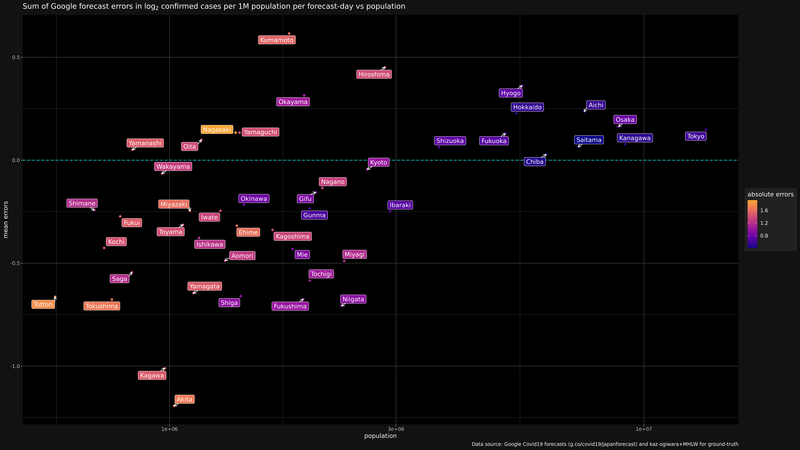 Sum of Google forecast errors in log₂ confirmed cases per 1M population per forecast-day vs population
Kumamoto
0.5
Hiroshima
Hyogo
Okayama
Hokkaido
Aichi
Osaka
Nagasaki
Yamaguchi
Yamanashi
Oita
Shizuoka
Fukuoka
Saitama
Kanagawa
Tokyo
0.0
Wakayama
Kyoto
Chiba
Nagano
Shimane
Miyazaki
Okinawa
Gifu
Ibaraki
Iwate
Gunma
Fukui
Toyama
Ehime
Kagoshima
Kochi
Ishikawa
Aomori
Mie
Miyagi
-0.5
Saga
Tochigi
Yamagata
Tottori
Tokushima
Shiga
Fukushima
Niigata
-1.0
Kagawa
Akita
mean errors
1e+06
3e+06
1e+07
population
absolute errors
1.6
1.2
0.8
Data source: Google Covid19 forecasts (g.co/covid19/japanforecast) and kaz-ogiwara+MHLW for ground-truth